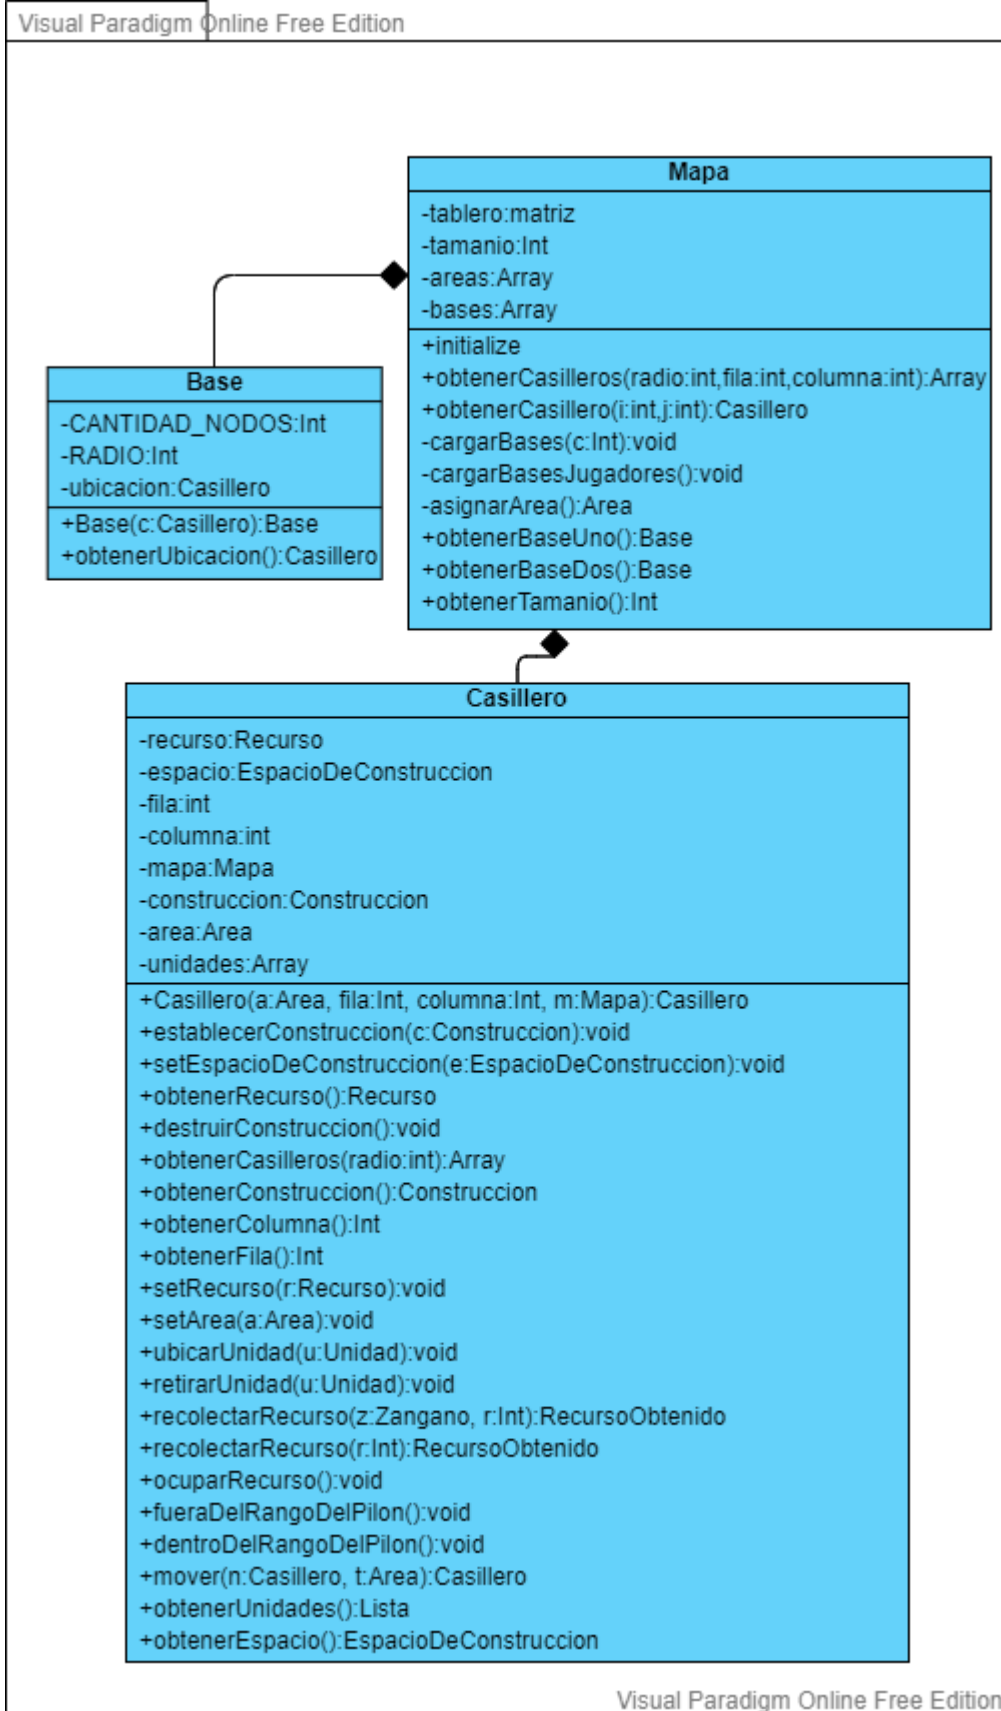 Visual Paradigm Online Free Edition
Mapa
-tablero:matriz
-tamanio:Int
-areas:Array
-bases:Array
+initialize
+obtenerCasilleros(radio:int,fila:int,columna:int):Array
+obtenerCasillero(i:int,j:int):Casillero
-cargarBases(c:Int):void
-cargarBasesJugadores():void
-asignarArea():Area
+obtenerBaseUno():Base
+obtenerBaseDos():Base
+obtenerTamanio():Int
Base
-CANTIDAD_NODOS:Int
-RADIO:Int
-ubicacion:Casillero
+Base(c:Casillero):Base
+obtenerUbicacion():Casillero
Casillero
-recurso:Recurso
-espacio:EspacioDeConstruccion
-fila:int
-columna:int
-mapa:Mapa
-construccion:Construccion
-area:Area
-unidades:Array
+Casillero(a:Area, fila:Int, columna:Int, m:Mapa):Casillero
+establecerConstruccion(c:Construccion):void
+setEspacioDeConstruccion(e:EspacioDeConstruccion):void
+obtenerRecurso():Recurso
+destruirConstruccion():void
+obtenerCasilleros(radio:int):Array
+obtenerConstruccion():Construccion
+obtenerColumna():Int
+obtenerFila():Int
+setRecurso(r:Recurso):void
+setArea(a:Area):void
+ubicarUnidad(u:Unidad):void
+retirarUnidad(u:Unidad):void
+recolectarRecurso(z:Zangano, r:Int):RecursoObtenido
+recolectarRecurso(r:Int):RecursoObtenido
+ocuparRecurso():void
+fueraDelRangoDelPilon():void
+dentroDelRangoDelPilon():void
+mover(n:Casillero, t:Area):Casillero
+obtenerUnidades():Lista
+obtenerEspacio():EspacioDeConstruccion
Visual Paradigm Online Free Edition